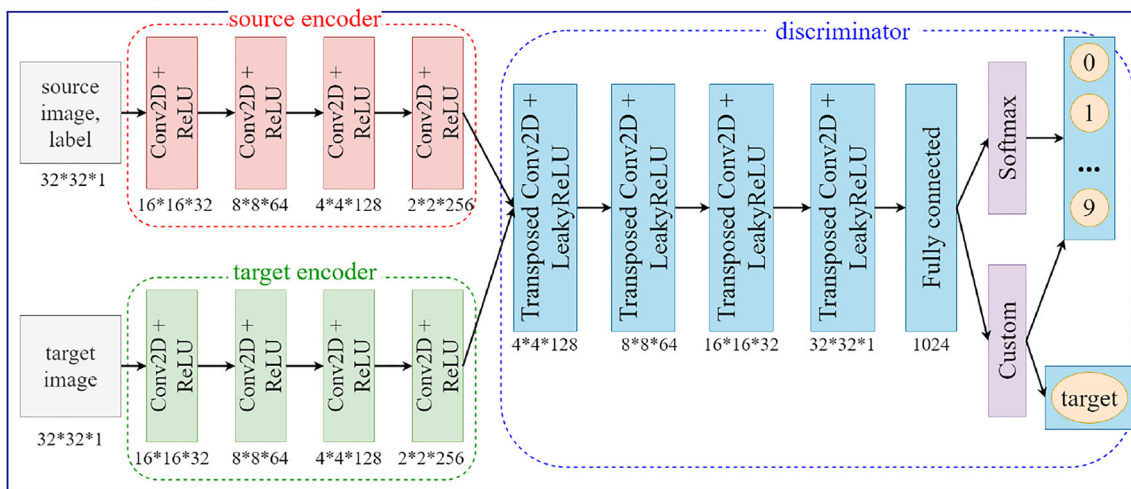 source encoder
source
image,
label
32*32*1
Conv2D +
ReLU
16*16*32
Conv2D +
ReLU
8*8*64
Conv2D +
ReLU
4*4*128
Conv2D +
ReLU
2*2*256
target encoder
target
image
32*32*1
Conv2D +
ReLU
16*16*32
Conv2D +
ReLU
8*8*64
Conv2D +
ReLU
4*4*128
Conv2D +
ReLU
2*2*256
discriminator
Transposed Conv2D +
LeakyReLU
4*4*128
Transposed Conv2D +
LeakyReLU
8*8*64
Transposed Conv2D +
LeakyReLU
16*16*32
Transposed Conv2D +
LeakyReLU
32*32*1
Fully connected
1024
Softmax
Custom
0
1
...
9
target